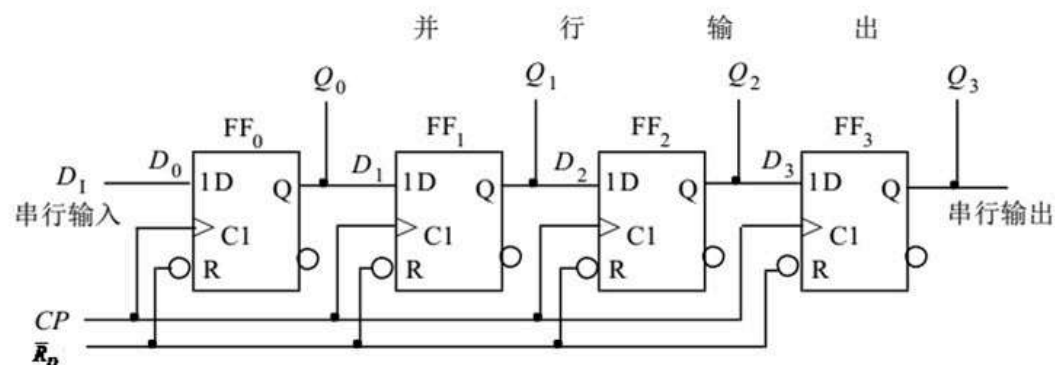 并 行 输 出
Q0 Q1 Q2 Q3
FF0 FF1 FF2 FF3
DI D0 1D Q D1 1D Q D2 1D Q D3 1D Q
串行输入 C1 C1 C1 C1 串行输出
R R R R
CP
R̅D